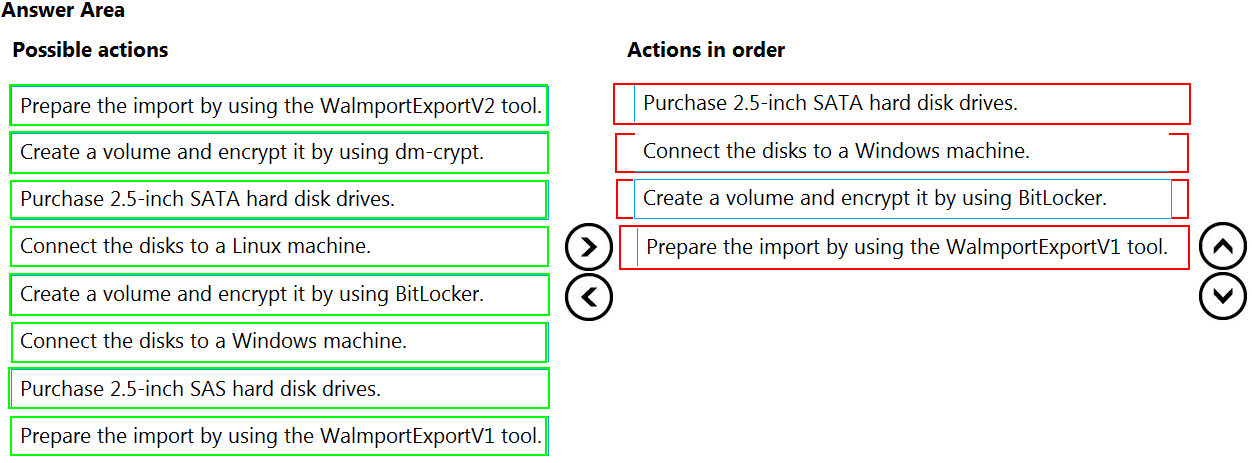 Answer Area
Possible actions
Prepare the import by using the WaImportExportV2 tool.
Create a volume and encrypt it by using dm-crypt.
Purchase 2.5-inch SATA hard disk drives.
Connect the disks to a Linux machine.
Create a volume and encrypt it by using BitLocker.
Connect the disks to a Windows machine.
Purchase 2.5-inch SAS hard disk drives.
Prepare the import by using the WaImportExportV1 tool.
Actions in order
Purchase 2.5-inch SATA hard disk drives.
Connect the disks to a Windows machine.
Create a volume and encrypt it by using BitLocker.
Prepare the import by using the WaImportExportV1 tool.